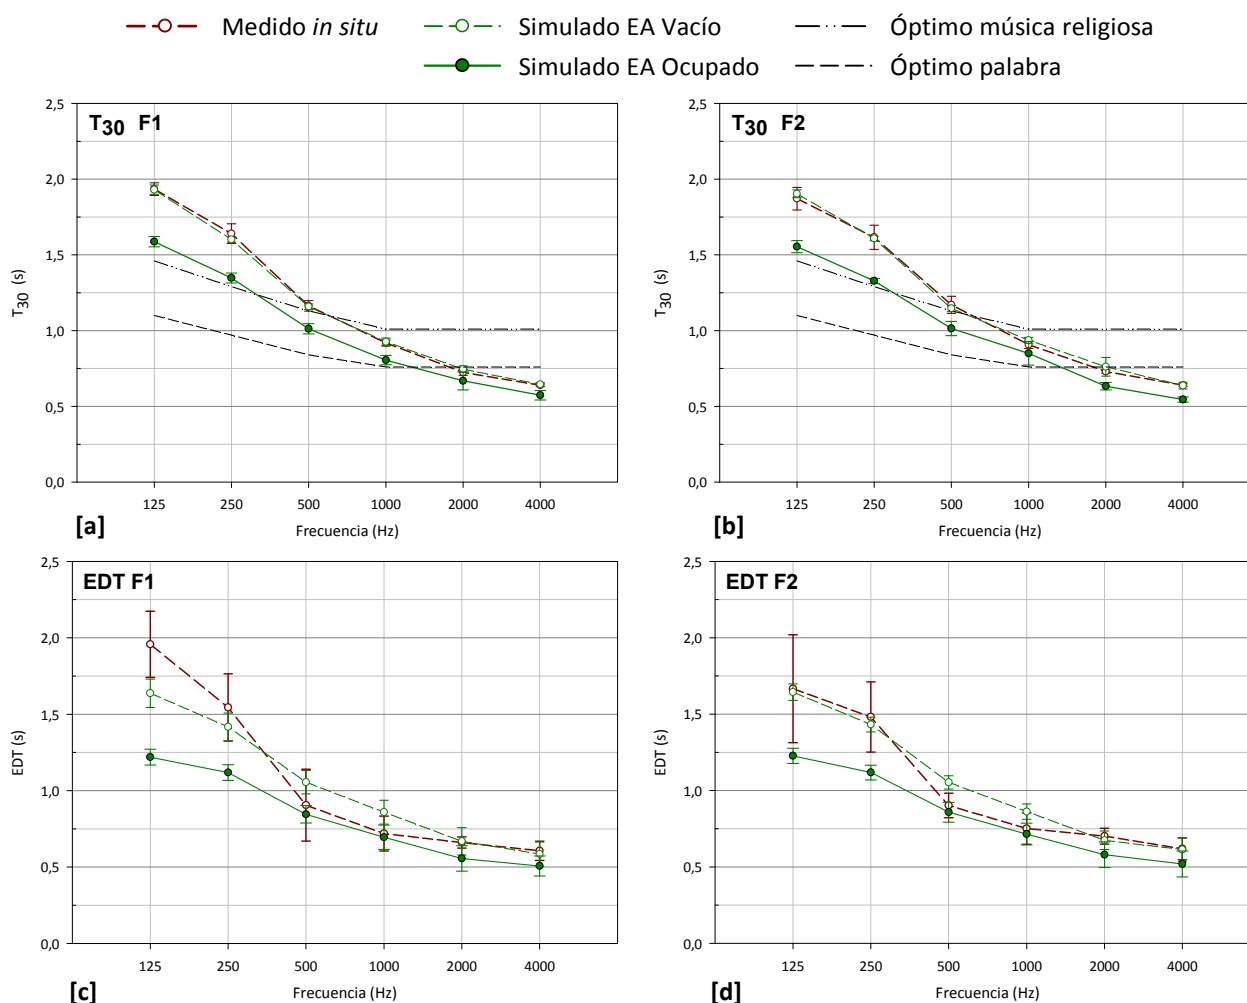 Medido in situ
Simulado EA Vacío
Óptimo música religiosa
Simulado EA Ocupado
Óptimo palabra
T30 F1
2,5
2,0
1,5
1,0
0,5
0,0
T30 (s)
125 250 500 1000 2000 4000
Frecuencia (Hz)
[a]
T30 F2
2,5
2,0
1,5
1,0
0,5
0,0
T30 (s)
125 250 500 1000 2000 4000
Frecuencia (Hz)
[b]
EDT F1
2,5
2,0
1,5
1,0
0,5
0,0
EDT (s)
125 250 500 1000 2000 4000
Frecuencia (Hz)
[c]
EDT F2
2,5
2,0
1,5
1,0
0,5
0,0
EDT (s)
125 250 500 1000 2000 4000
Frecuencia (Hz)
[d]